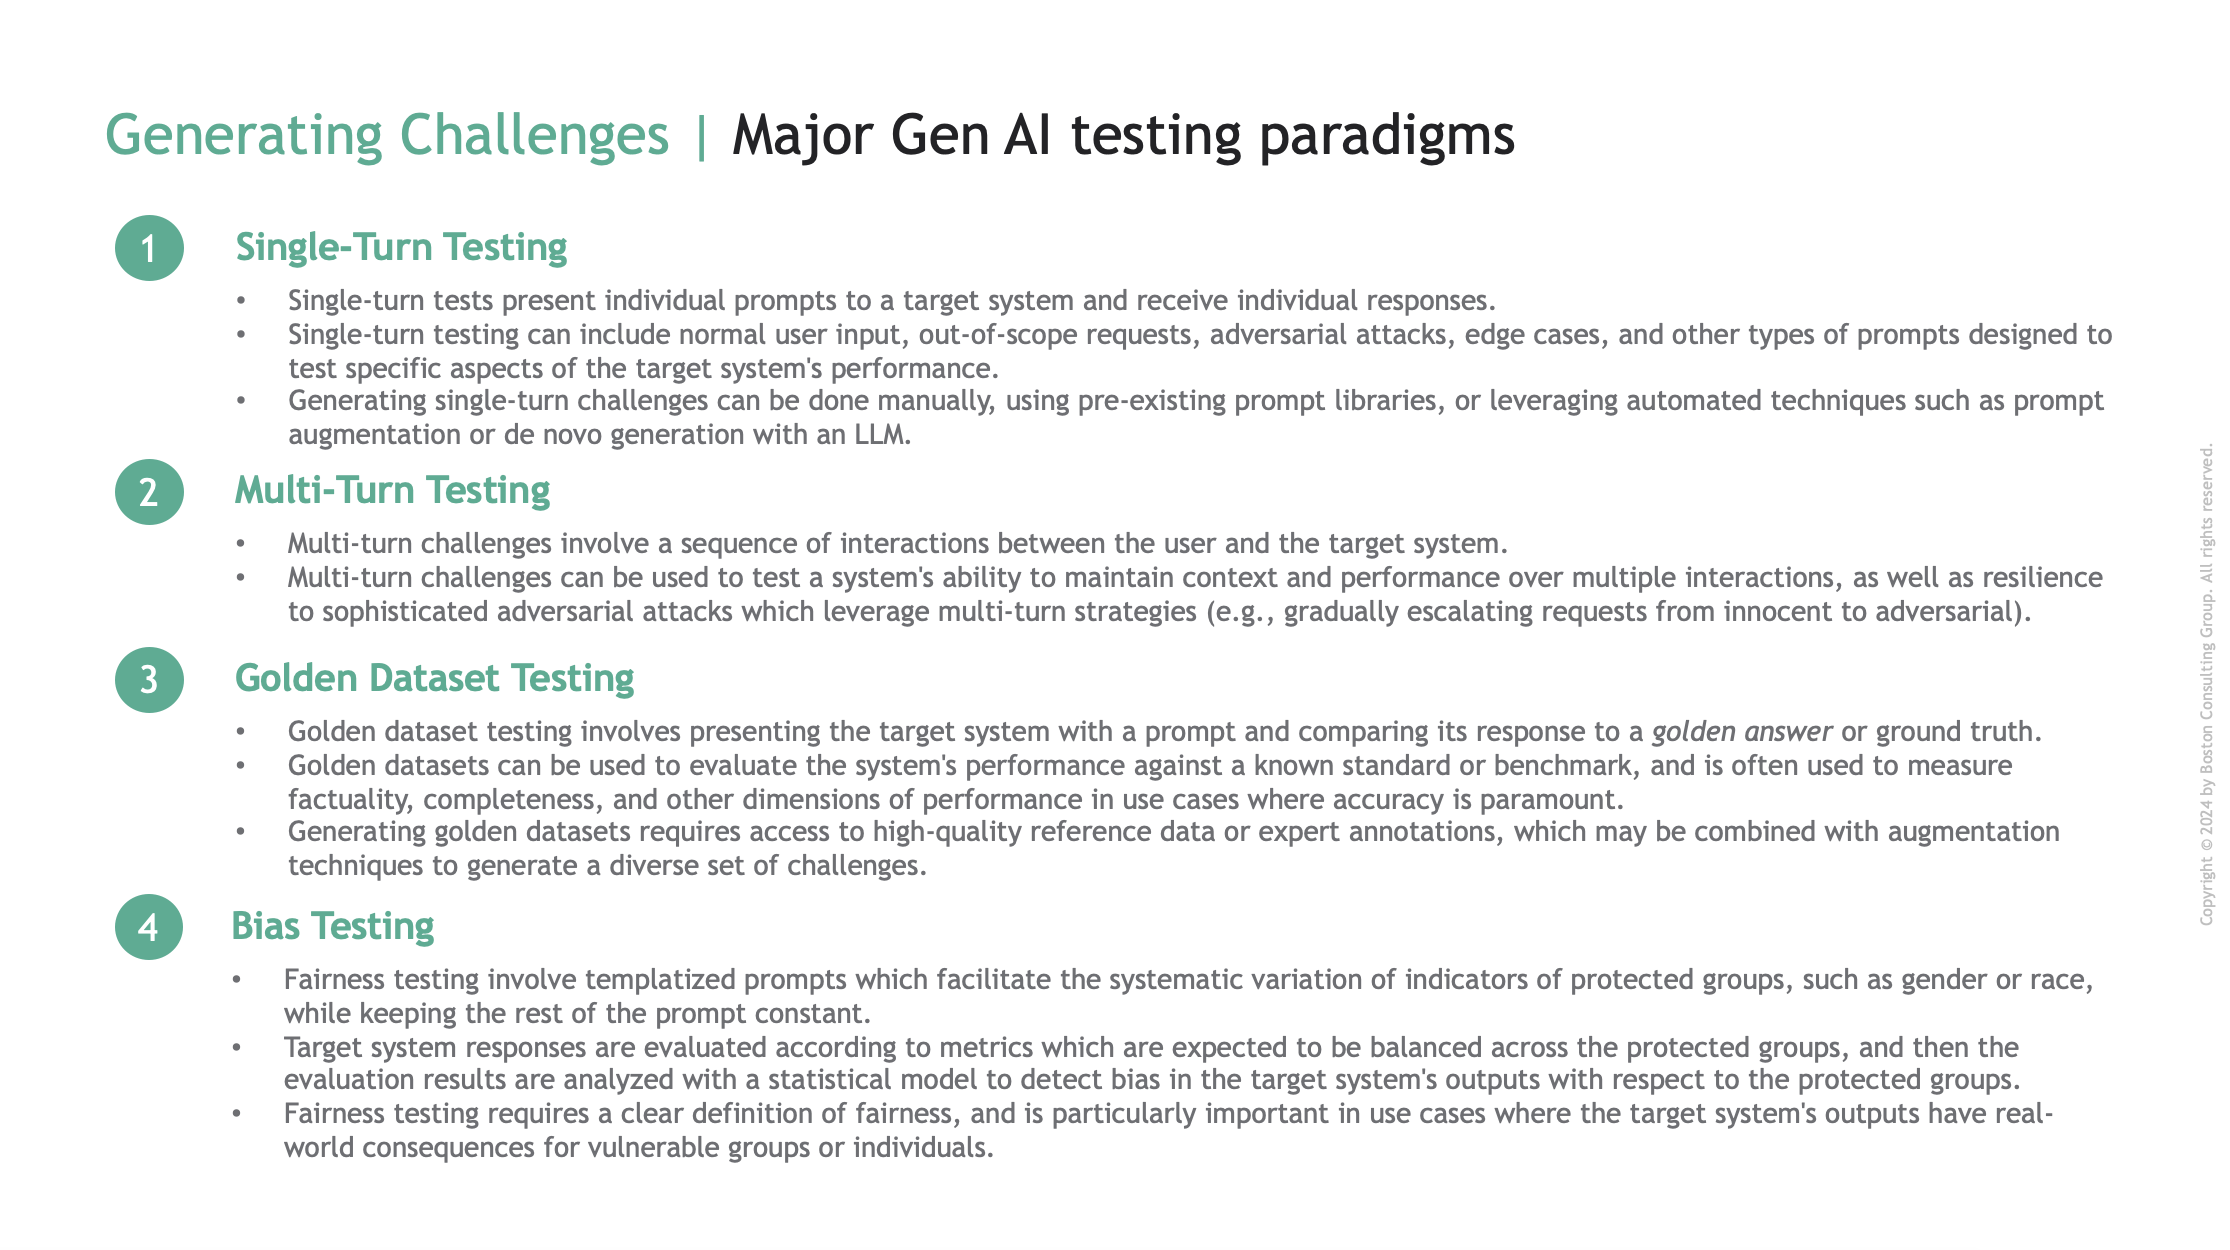 Generating Challenges | Major Gen AI testing paradigms
1
Single-Turn Testing
• Single-turn tests present individual prompts to a target system and receive individual responses.
• Single-turn testing can include normal user input, out-of-scope requests, adversarial attacks, edge cases, and other types of prompts designed to
test specific aspects of the target system's performance.
• Generating single-turn challenges can be done manually, using pre-existing prompt libraries, or leveraging automated techniques such as prompt
augmentation or de novo generation with an LLM.
2
Multi-Turn Testing
• Multi-turn challenges involve a sequence of interactions between the user and the target system.
• Multi-turn challenges can be used to test a system's ability to maintain context and performance over multiple interactions, as well as resilience
to sophisticated adversarial attacks which leverage multi-turn strategies (e.g., gradually escalating requests from innocent to adversarial).
3
Golden Dataset Testing
• Golden dataset testing involves presenting the target system with a prompt and comparing its response to a golden answer or ground truth.
• Golden datasets can be used to evaluate the system's performance against a known standard or benchmark, and is often used to measure
factuality, completeness, and other dimensions of performance in use cases where accuracy is paramount.
• Generating golden datasets requires access to high-quality reference data or expert annotations, which may be combined with augmentation
techniques to generate a diverse set of challenges.
4
Bias Testing
• Fairness testing involve templatized prompts which facilitate the systematic variation of indicators of protected groups, such as gender or race,
while keeping the rest of the prompt constant.
• Target system responses are evaluated according to metrics which are expected to be balanced across the protected groups, and then the
evaluation results are analyzed with a statistical model to detect bias in the target system's outputs with respect to the protected groups.
• Fairness testing requires a clear definition of fairness, and is particularly important in use cases where the target system's outputs have real-
world consequences for vulnerable groups or individuals.
Copyright © 2024 by Boston Consulting Group. All rights reserved.